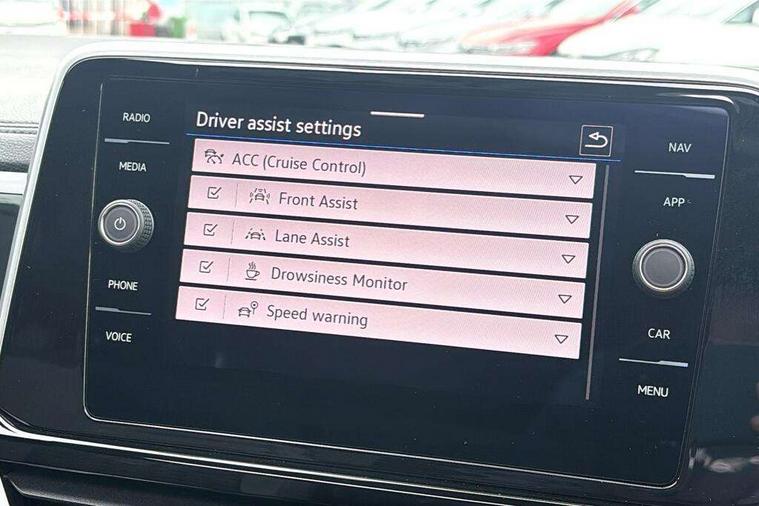 RADIO
MEDIA
PHONE
VOICE
Driver assist settings
ACC (Cruise Control)
Front Assist
Lane Assist
Drowsiness Monitor
Speed warning
NAV
APP
CAR
MENU